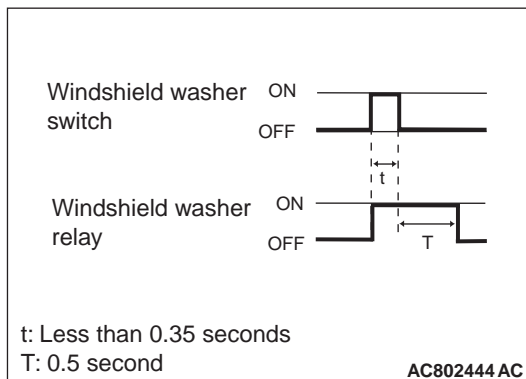 Windshield washer switch
ON
OFF
t
Windshield washer relay
ON
OFF
T
t: Less than 0.35 seconds
T: 0.5 second
AC802444 AC